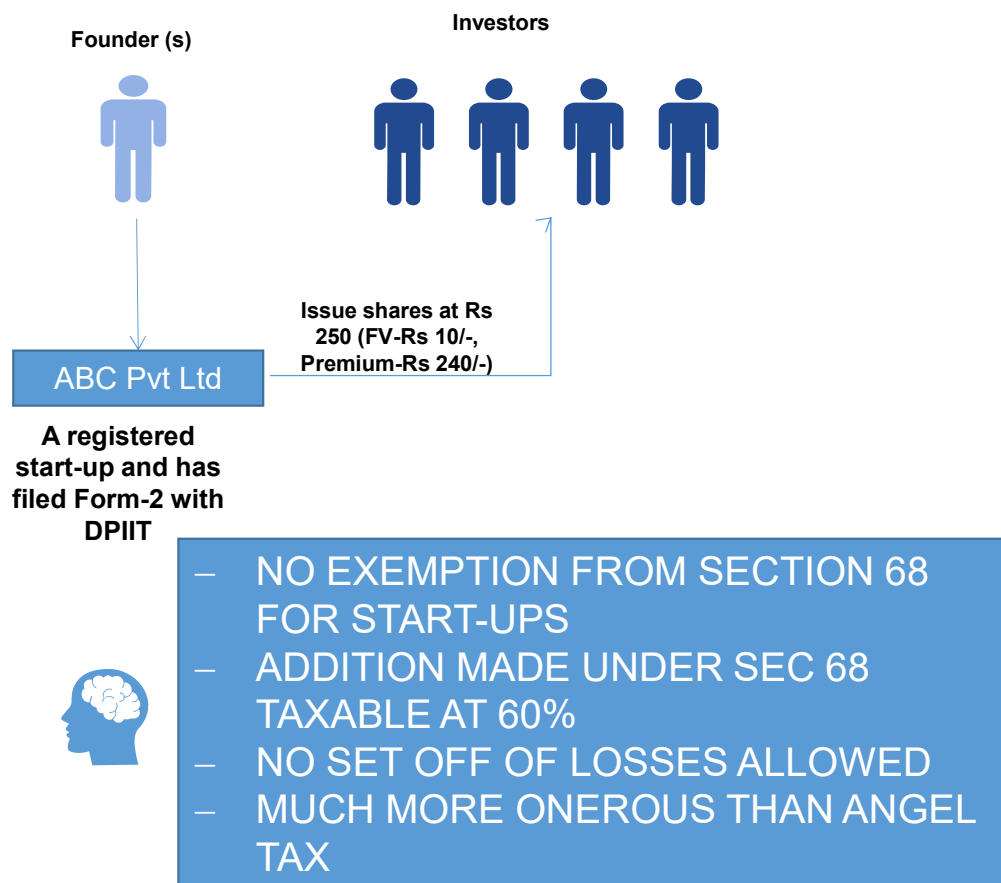 Founder (s)
Investors
Issue shares at Rs
250 (FV-Rs 10/-,
Premium-Rs 240/-)
ABC Pvt Ltd
A registered
start-up and has
filed Form-2 with
DPIIT
– NO EXEMPTION FROM SECTION 68
FOR START-UPS
– ADDITION MADE UNDER SEC 68
TAXABLE AT 60%
– NO SET OFF OF LOSSES ALLOWED
– MUCH MORE ONEROUS THAN ANGEL
TAX